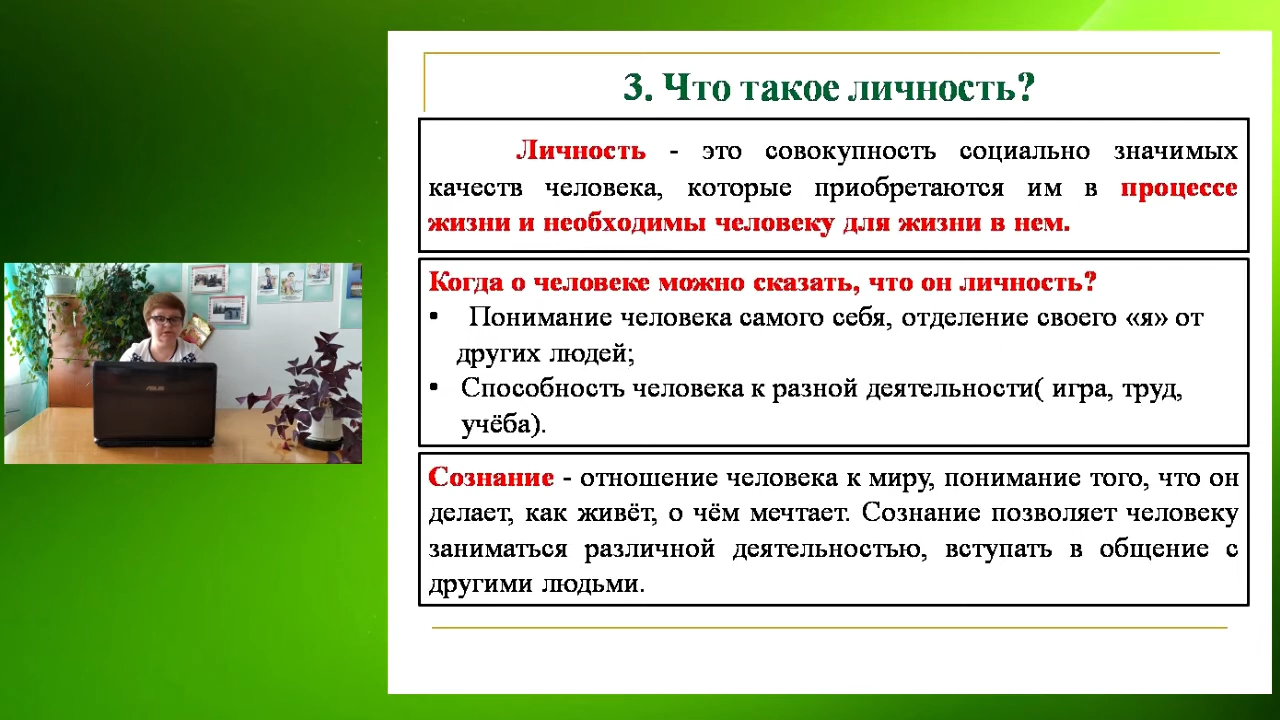 3. Что такое личность?
Личность - это совокупность социально значимых
качеств человека, которые приобретаются им в процессе
жизни и необходимы человеку для жизни в нем.
Когда о человеке можно сказать, что он личность?
• Понимание человека самого себя, отделение своего «я» от
других людей;
• Способность человека к разной деятельности( игра, труд,
учёба).
Сознание - отношение человека к миру, понимание того, что он
делает, как живёт, о чём мечтает. Сознание позволяет человеку
заниматься различной деятельностью, вступать в общение с
другими людьми.
ASUS